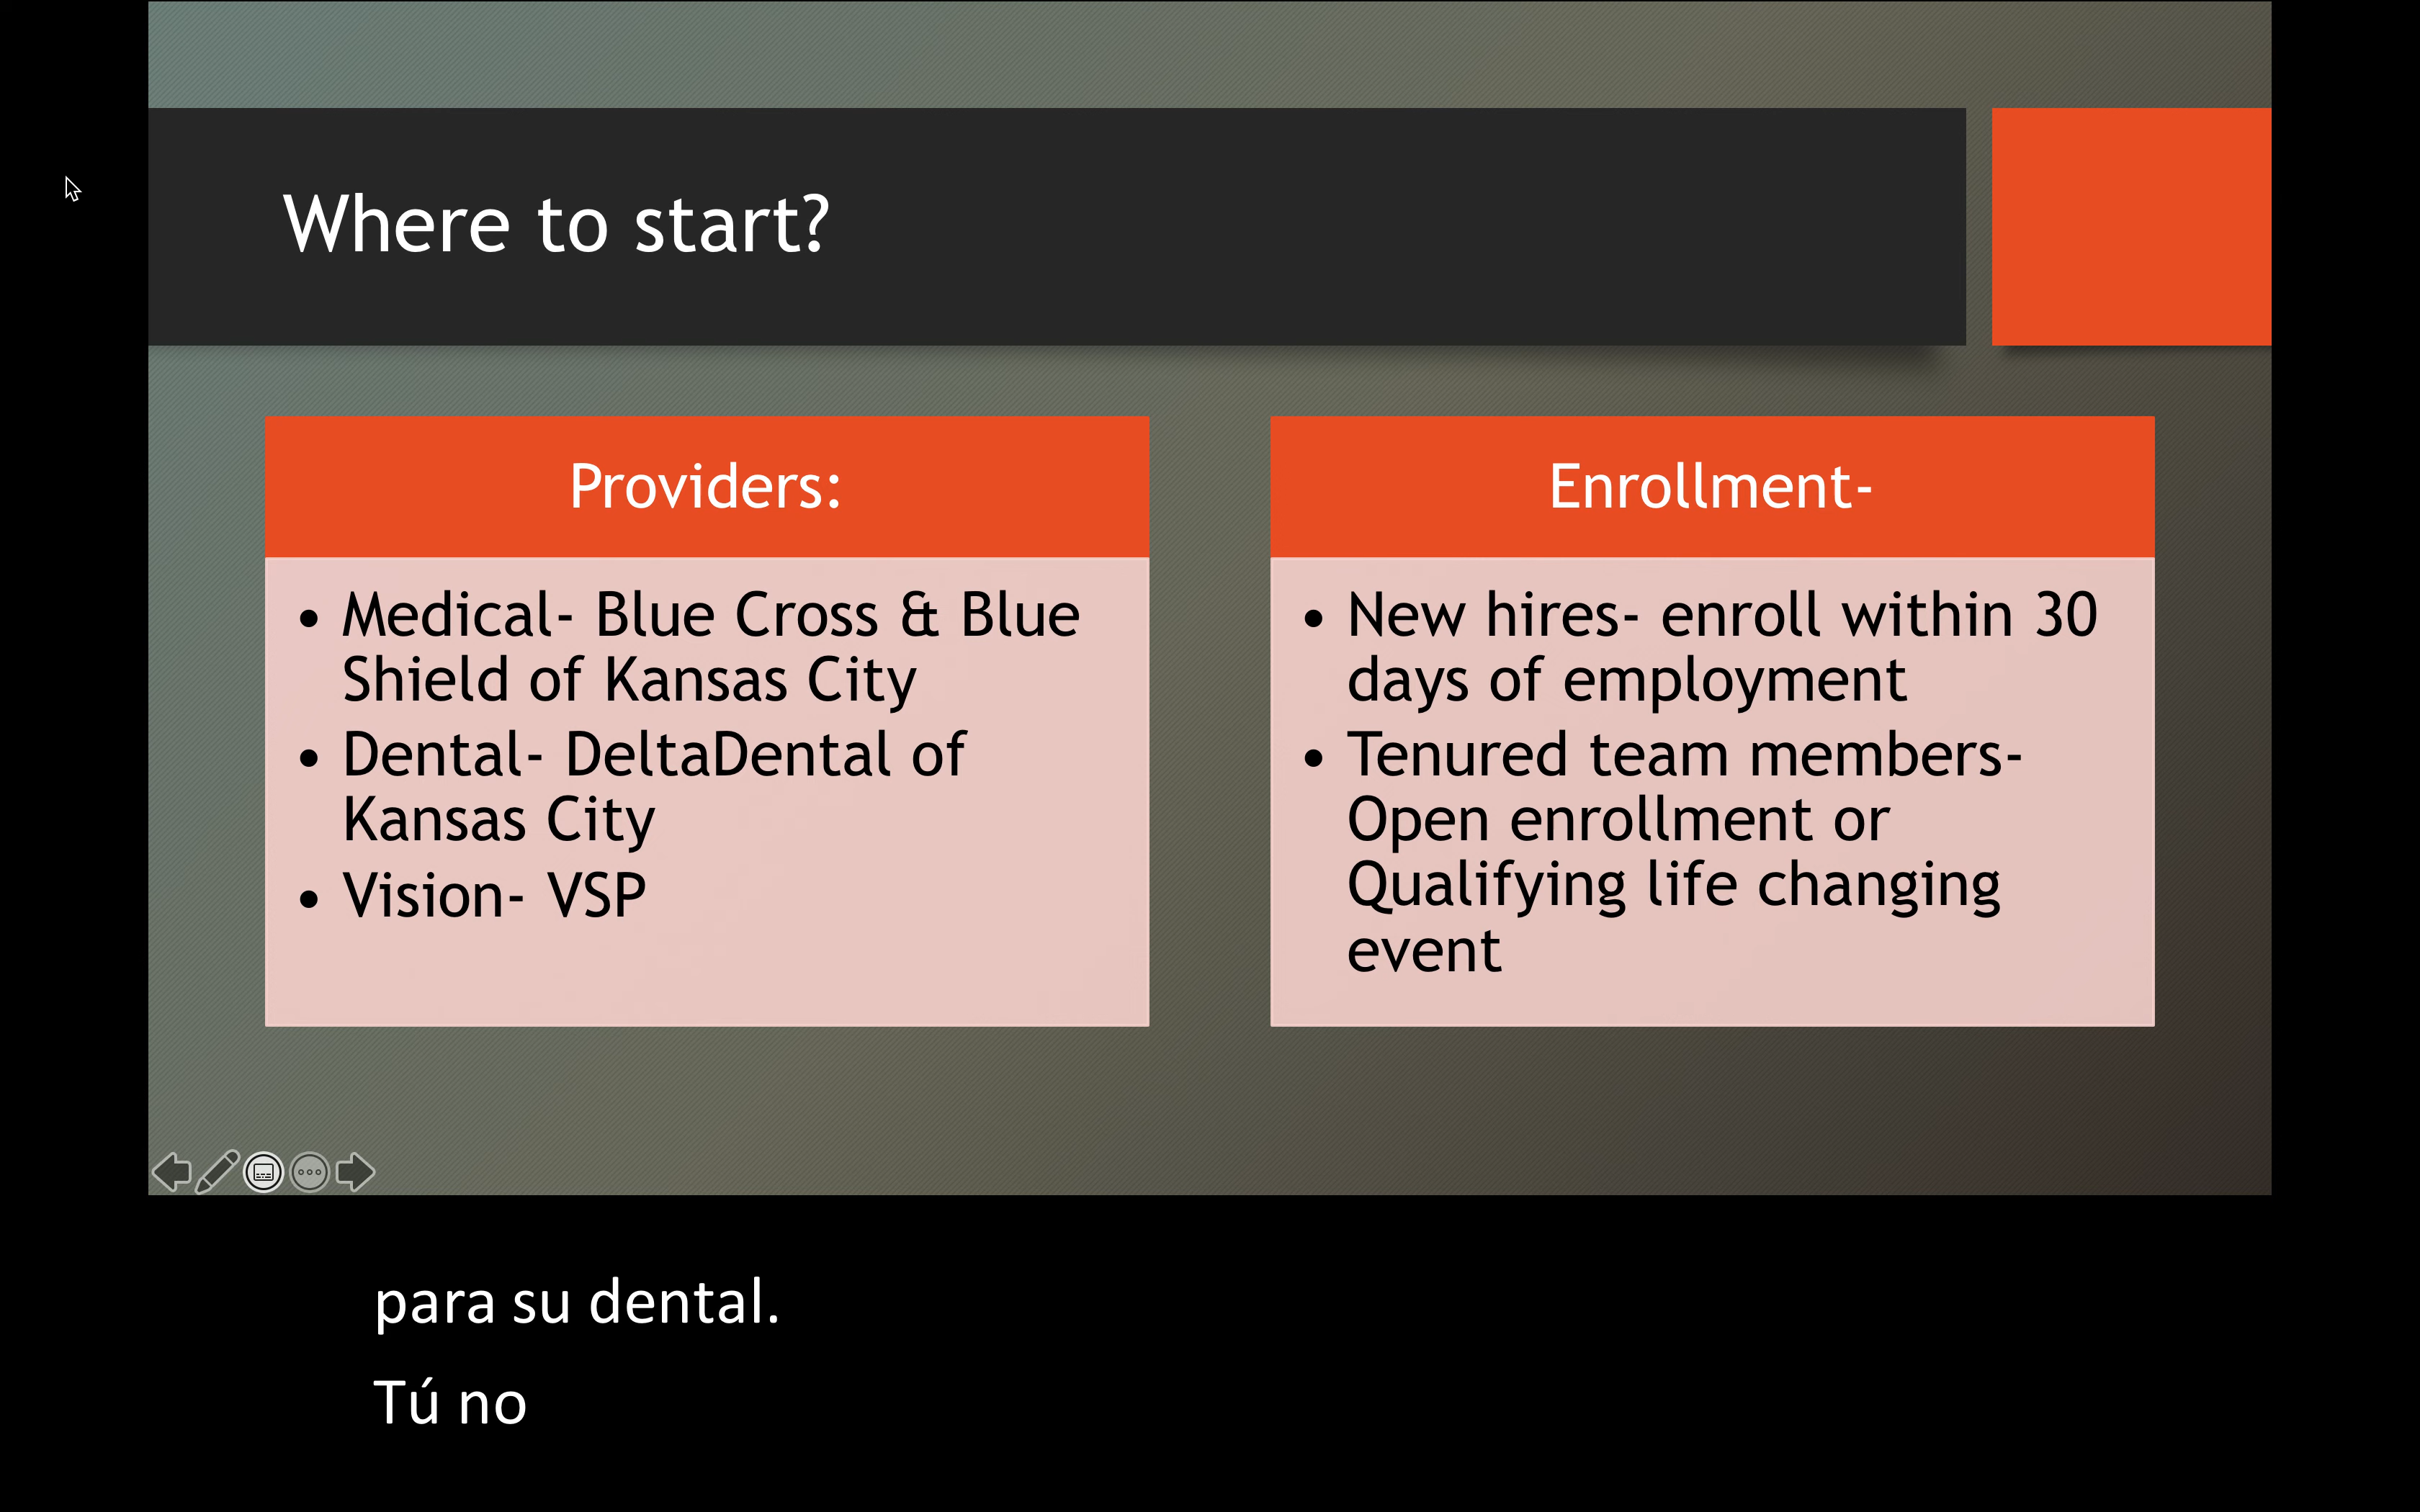 Where to start?
Providers:
• Medical- Blue Cross & Blue
Shield of Kansas City
• Dental- DeltaDental of
Kansas City
• Vision- VSP
Enrollment-
• New hires- enroll within 30
days of employment
• Tenured team members-
Open enrollment or
Qualifying life changing
event
para su dental.
Tú no